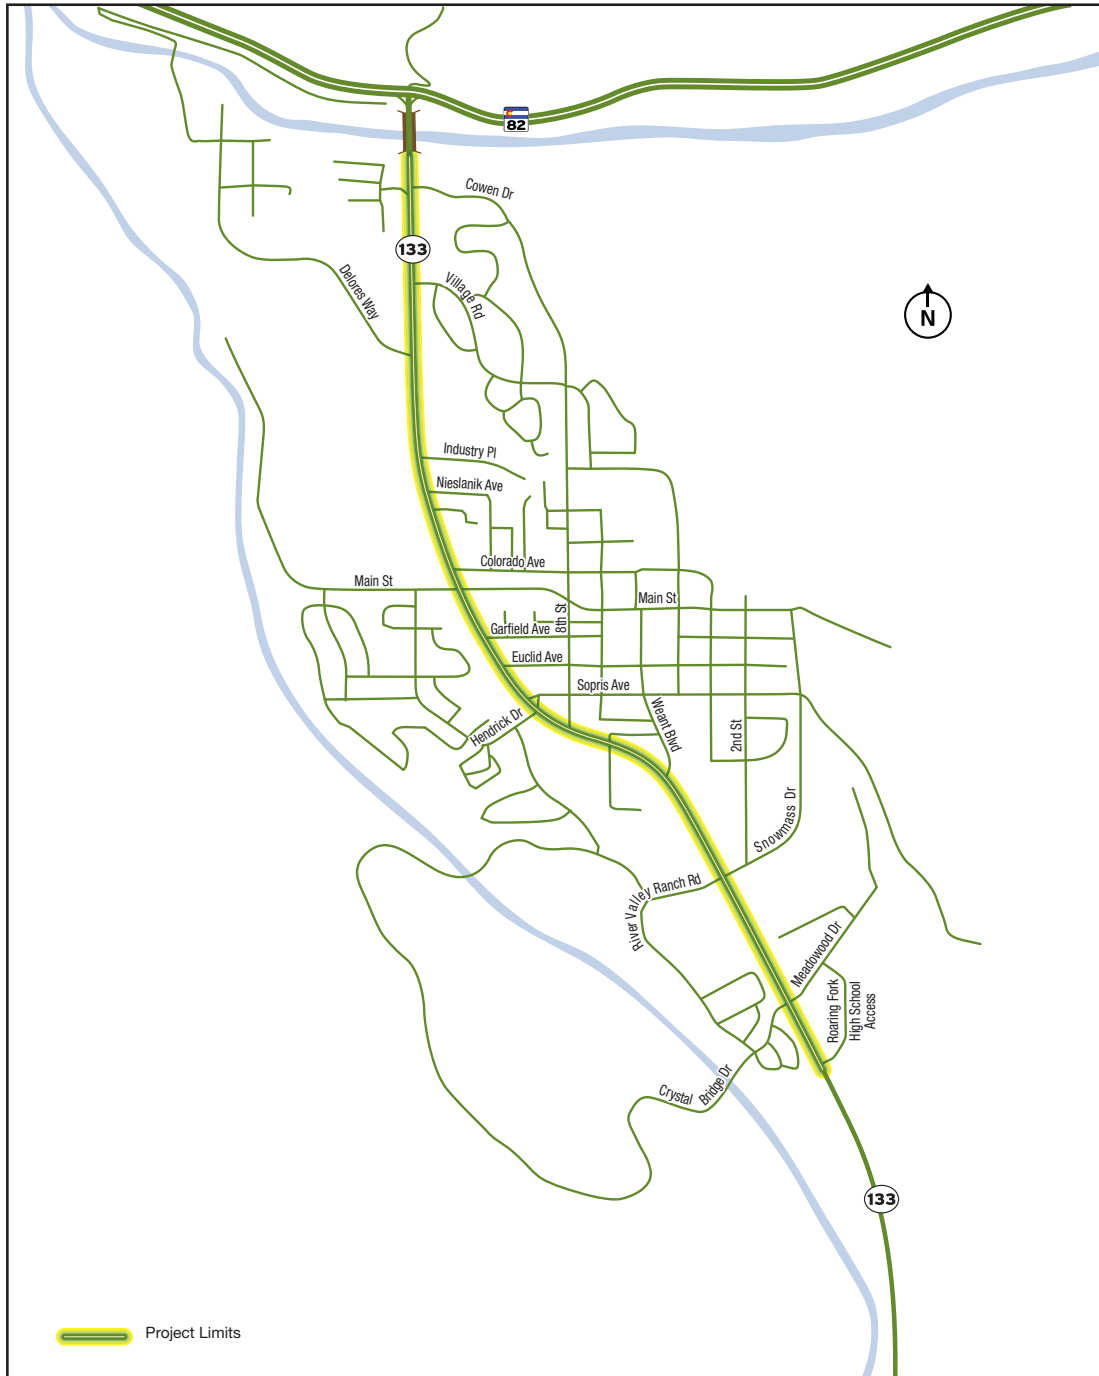 82
Cowen Dr
133
Delores Way
Village Rd
N
Industry Pl
Nieslanik Ave
Colorado Ave
Main St
Main St
8th St
Garfield Ave
Euclid Ave
Sopris Ave
Weant Blvd
Hendrick Dr
2nd St
Snowmass Dr
River Valley Ranch Rd
Meadowood Dr
Roaring Fork
High School
Access
Crystal Bridge Dr
133
Project Limits